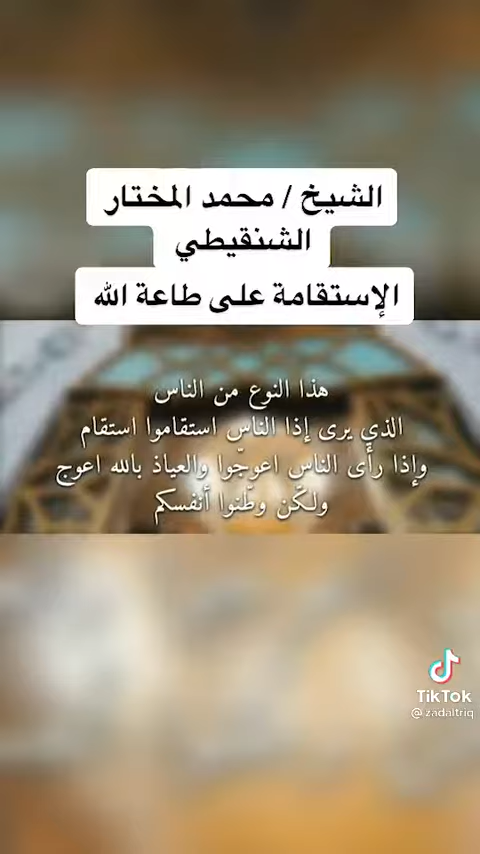 الشيخ / محمد المختار
الشنقيطي
الإستقامة على طاعة الله
هذا النوع من الناس
الذي يرى إذا الناس استقاموا استقام
وإذا رأى الناس اعوجّوا والعياذ بالله اعوج
ولكن وطّنوا أنفسكم
TikTok
@zadaltriq